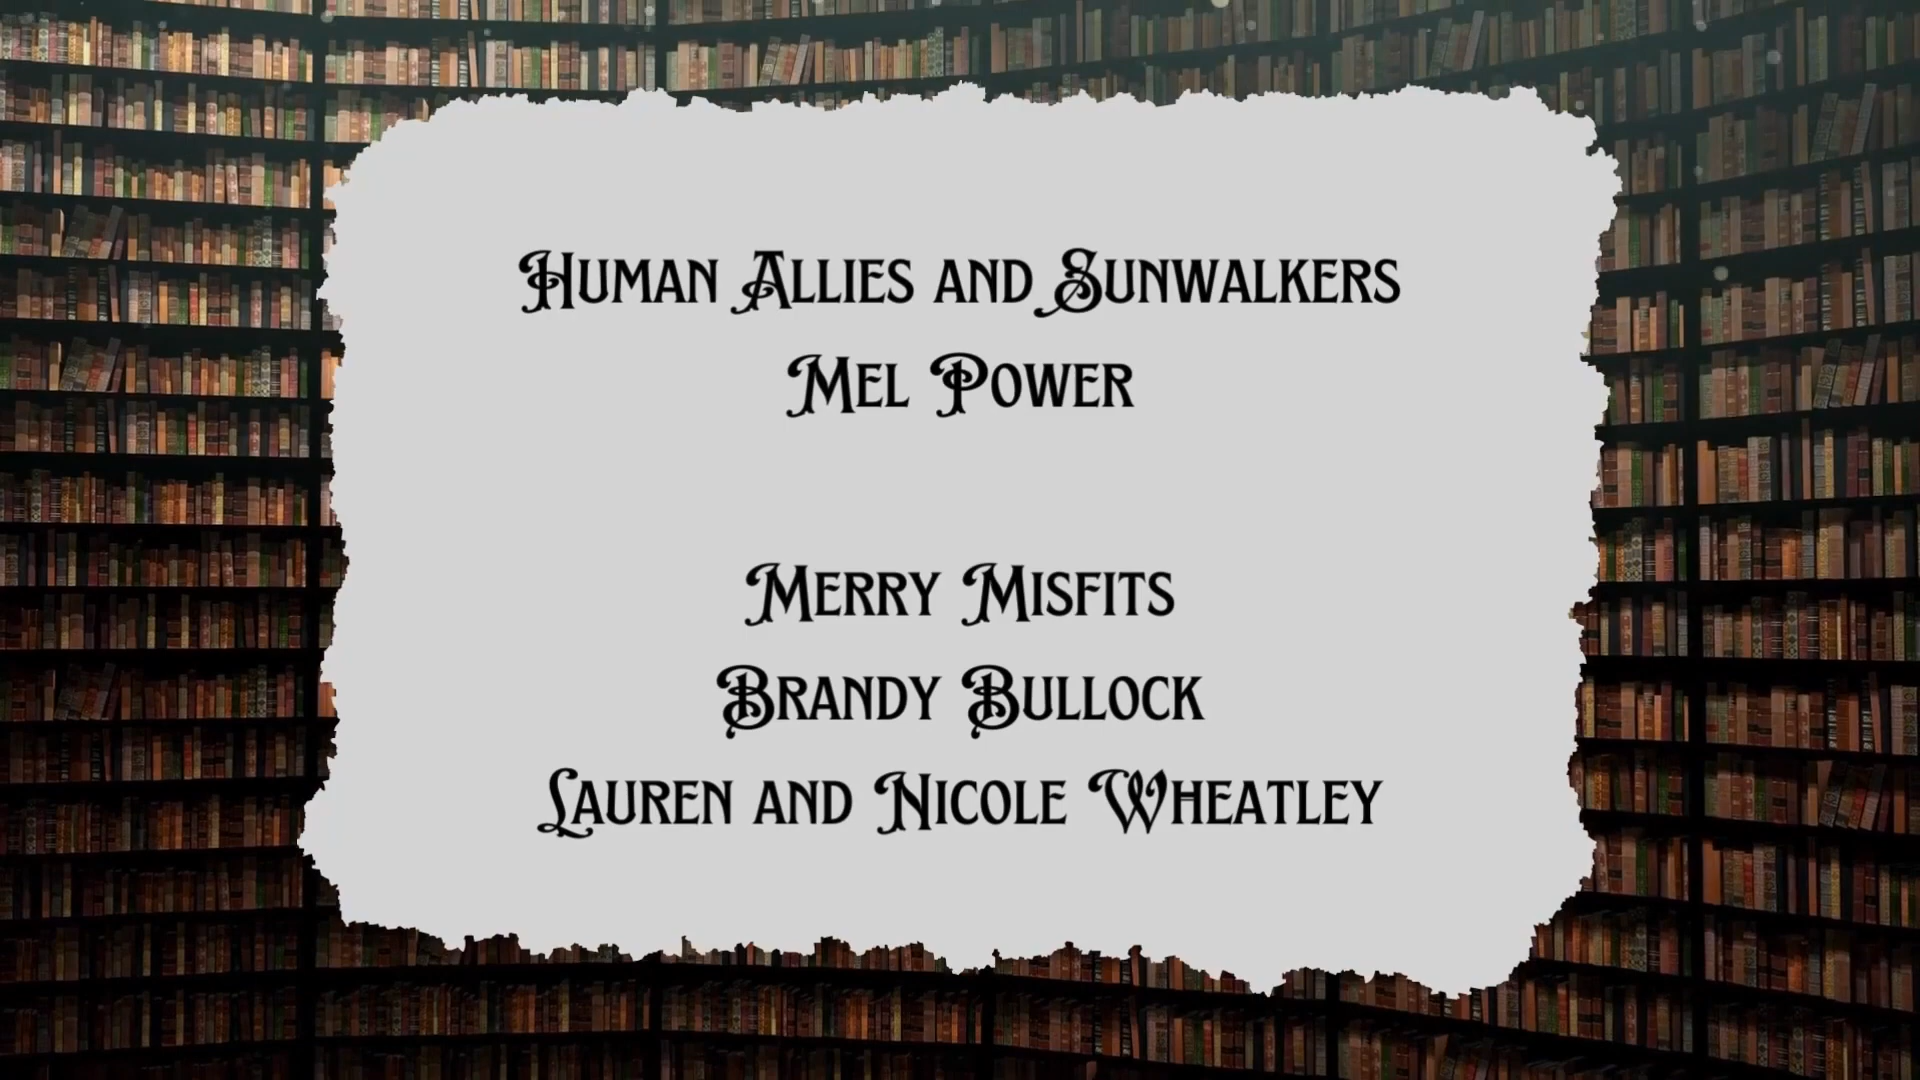 Human Allies and Sunwalkers
Mel Power
Merry Misfits
Brandy Bullock
Lauren and Nicole Wheatley